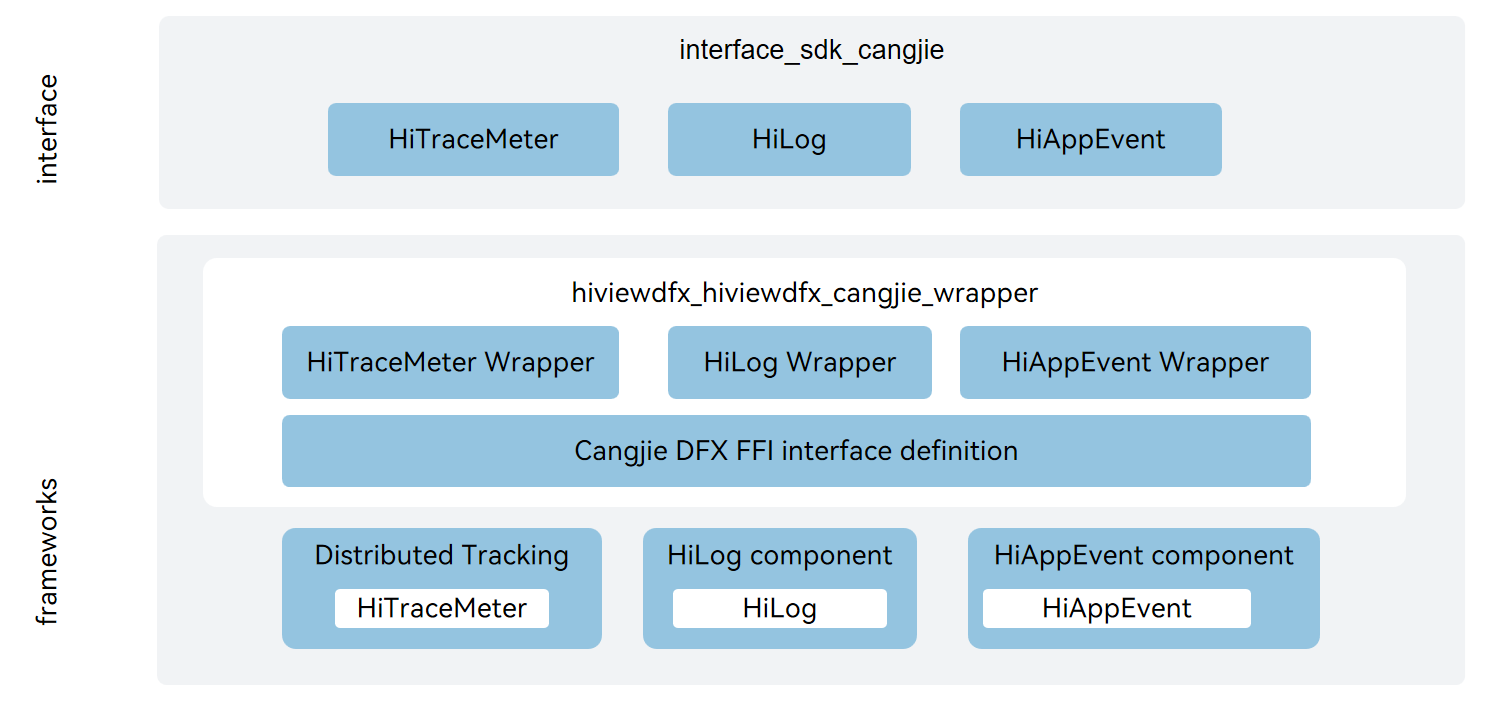 interface
interface_sdk_cangjie
HiTraceMeter
HiLog
HiAppEvent
frameworks
hiviewdfx_hiviewdfx_cangjie_wrapper
HiTraceMeter Wrapper
HiLog Wrapper
HiAppEvent Wrapper
Cangjie DFX FFI interface definition
Distributed Tracking
HiTraceMeter
HiLog component
HiLog
HiAppEvent component
HiAppEvent